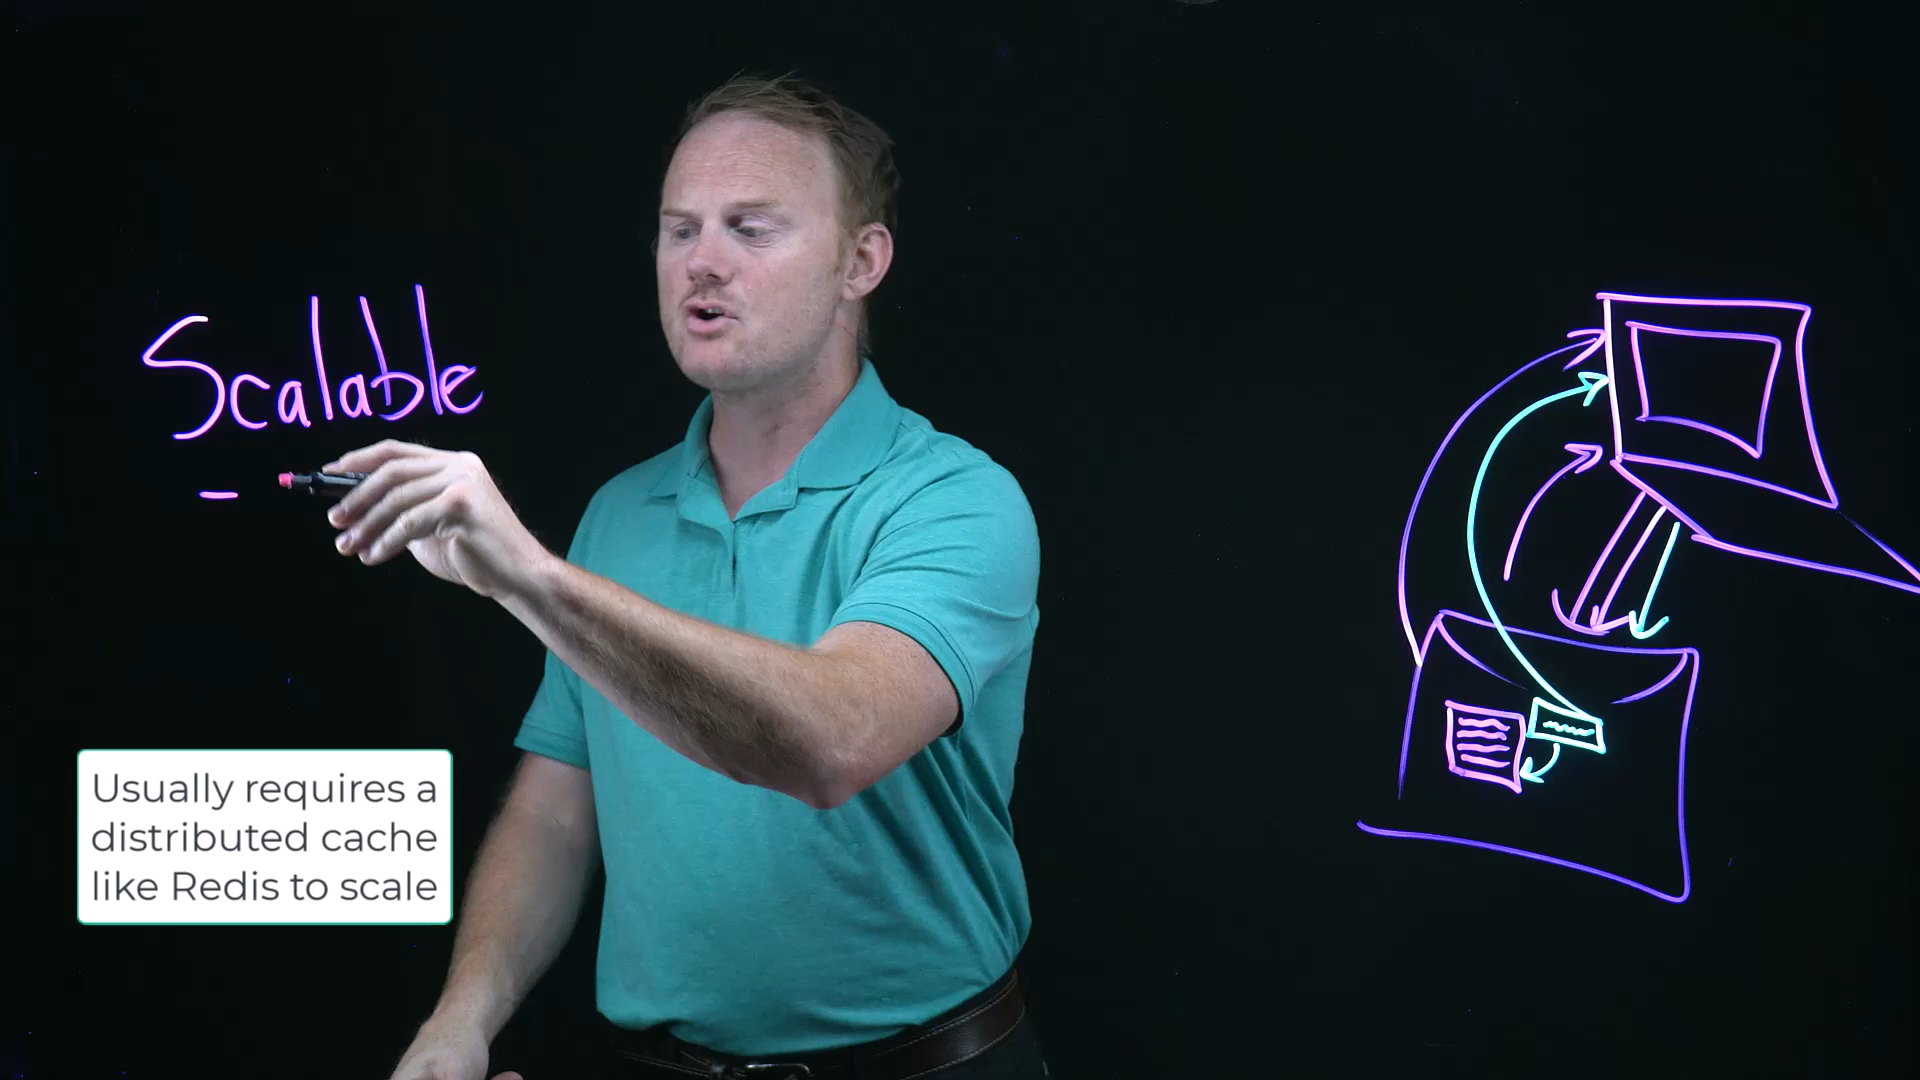 Scalable
-
Usually requires a
distributed cache
like Redis to scale